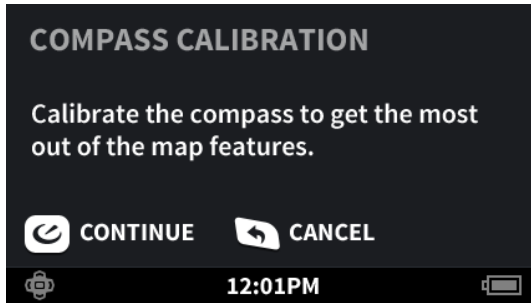 COMPASS CALIBRATION
Calibrate the compass to get the most
out of the map features.
CONTINUE CANCEL
12:01PM